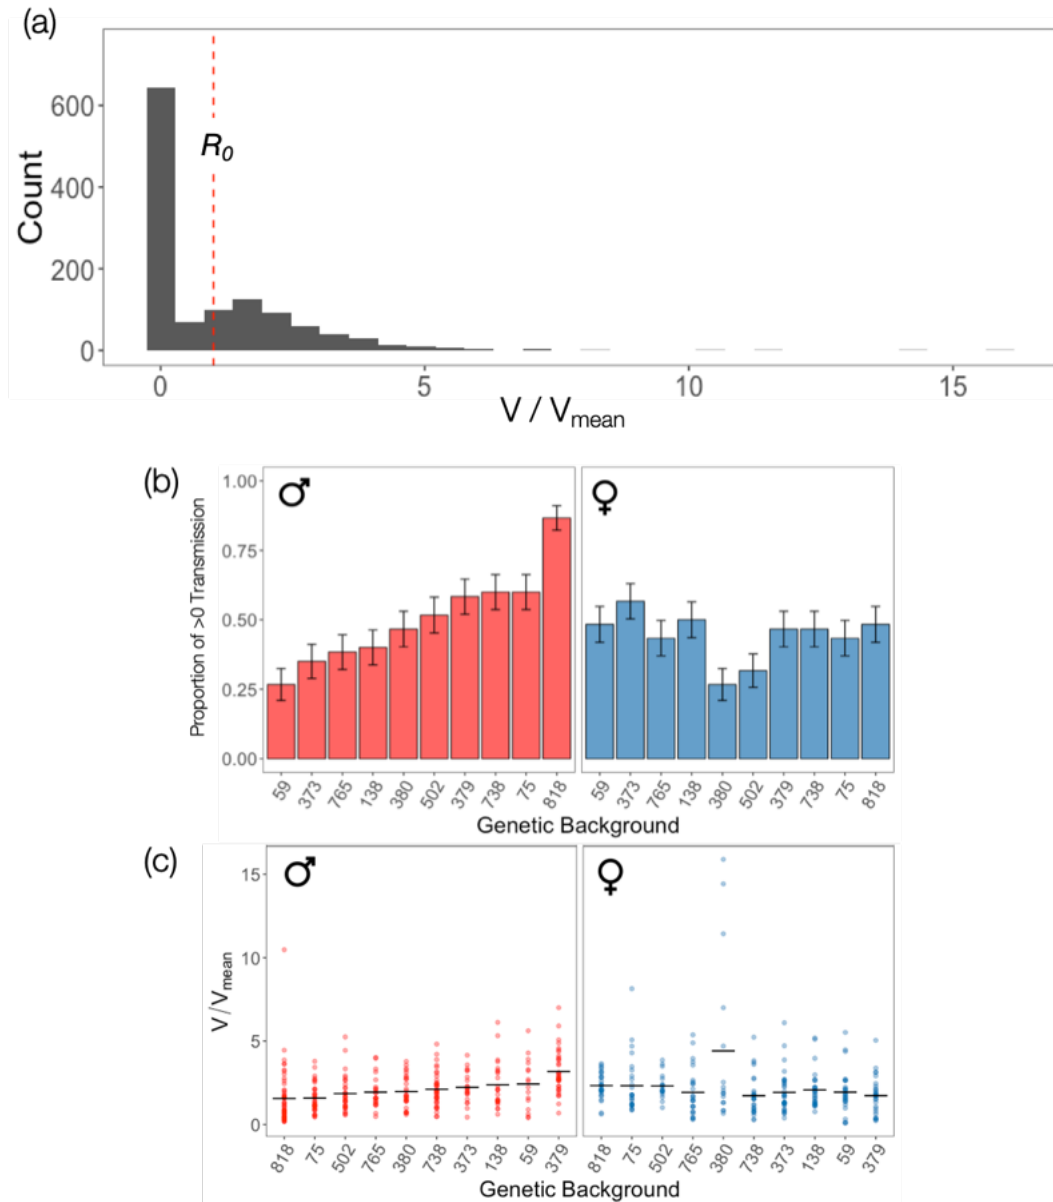 (a)
Count
600
400
200
0
R₀
0 5 10 15
V / Vmean
(b)
♂ ♀
Proportion of >0 Transmission
1.00
0.75
0.50
0.25
0.00
59 373 765 138 380 502 379 738 75 818 59 373 765 138 380 502 379 738 75 818
Genetic Background
(c)
♂ ♀
V/Vmean
15
10
5
0
818 75 502 765 380 738 373 138 59 379 818 75 502 765 380 738 373 138 59 379
Genetic Background